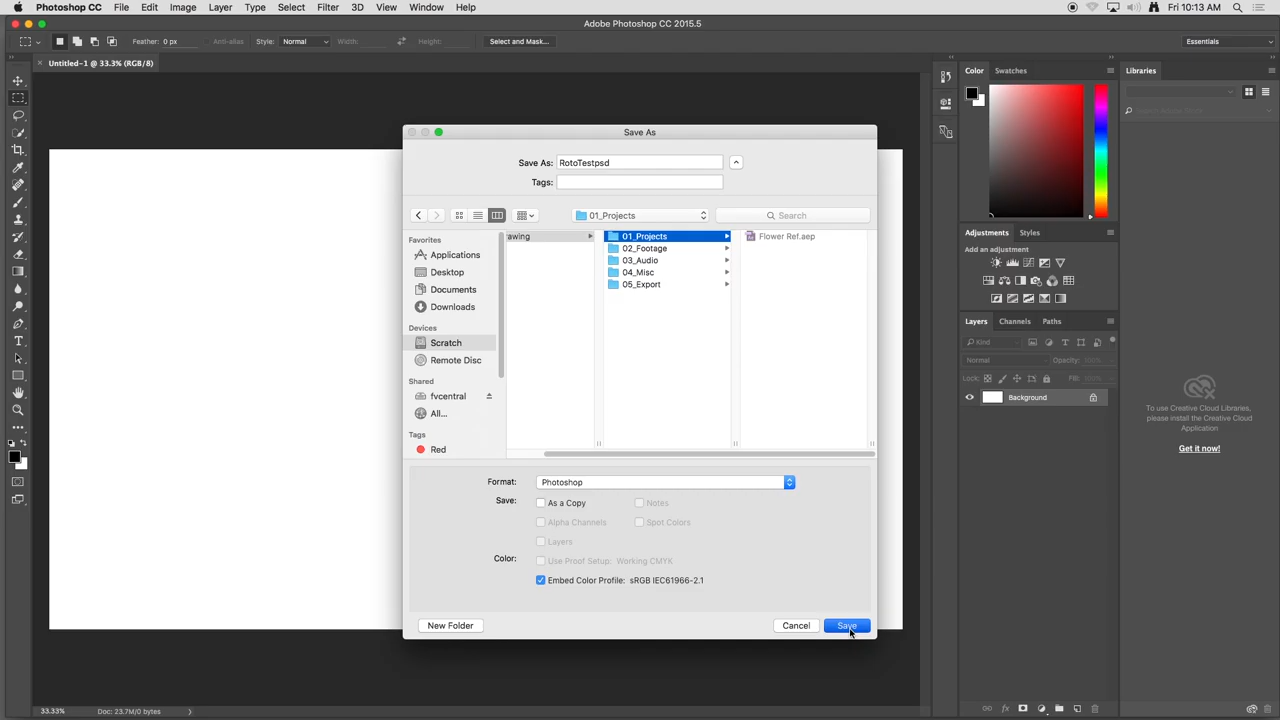 Photoshop CC File Edit Image Layer Type Select Filter 3D View Window Help Fri 10:13 AM
Adobe Photoshop CC 2015.5
Feather: 0 px Anti-alias Style: Normal Width: Height: Select and Mask... Essentials
× Untitled-1 @ 33.3% (RGB/8)
Color Swatches Libraries
Save As
Save As: RotoTestpsd
Tags:
01_Projects Search
Favorites
Applications
Desktop
Documents
Downloads
Devices
Scratch
Remote Disc
Shared
fvcentral
All...
Tags
Red
rawing
01_Projects
02_Footage
03_Audio
04_Misc
05_Export
Flower Ref.aep
Format: Photoshop
Save: As a Copy Notes
Alpha Channels Spot Colors
Layers
Color: Use Proof Setup: Working CMYK
Embed Color Profile: sRGB IEC61966-2.1
New Folder Cancel Save
Adjustments Styles
Add an adjustment
Layers Channels Paths
Kind
Normal Opacity: 100%
Lock: Fill: 100%
Background
To use Creative Cloud Libraries,
please install the Creative Cloud
Application
Get it now!
33.33% Doc: 23.7M/0 bytes